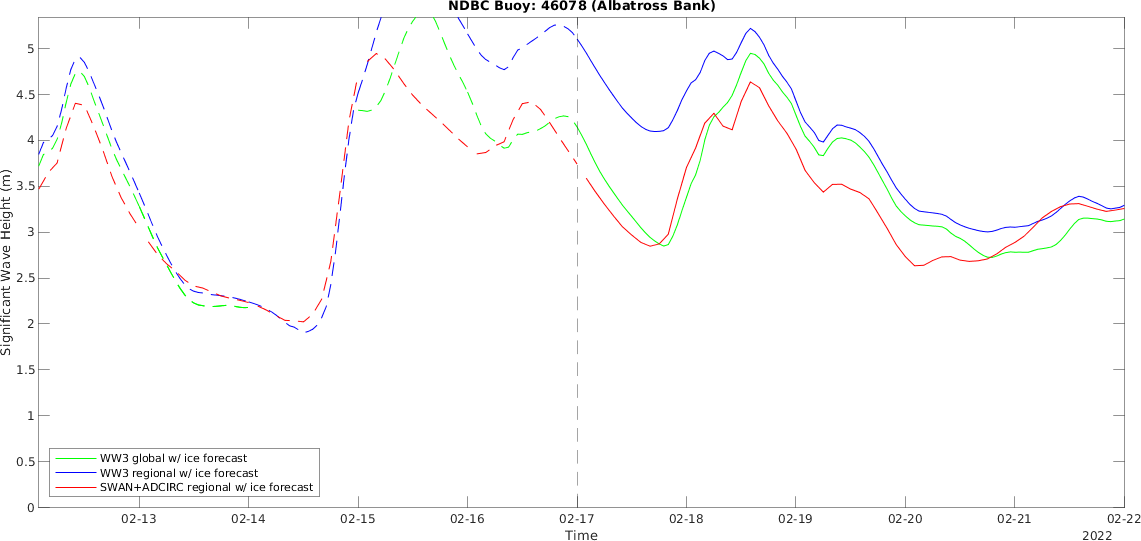 NDBC Buoy: 46078 (Albatross Bank)
Significant Wave Height (m)
5
4.5
4
3.5
3
2.5
2
1.5
1
0.5
0
WW3 global w/ ice forecast
WW3 regional w/ ice forecast
SWAN+ADCIRC regional w/ ice forecast
02-13 02-14 02-15 02-16 02-17 02-18 02-19 02-20 02-21 02-22
Time
2022